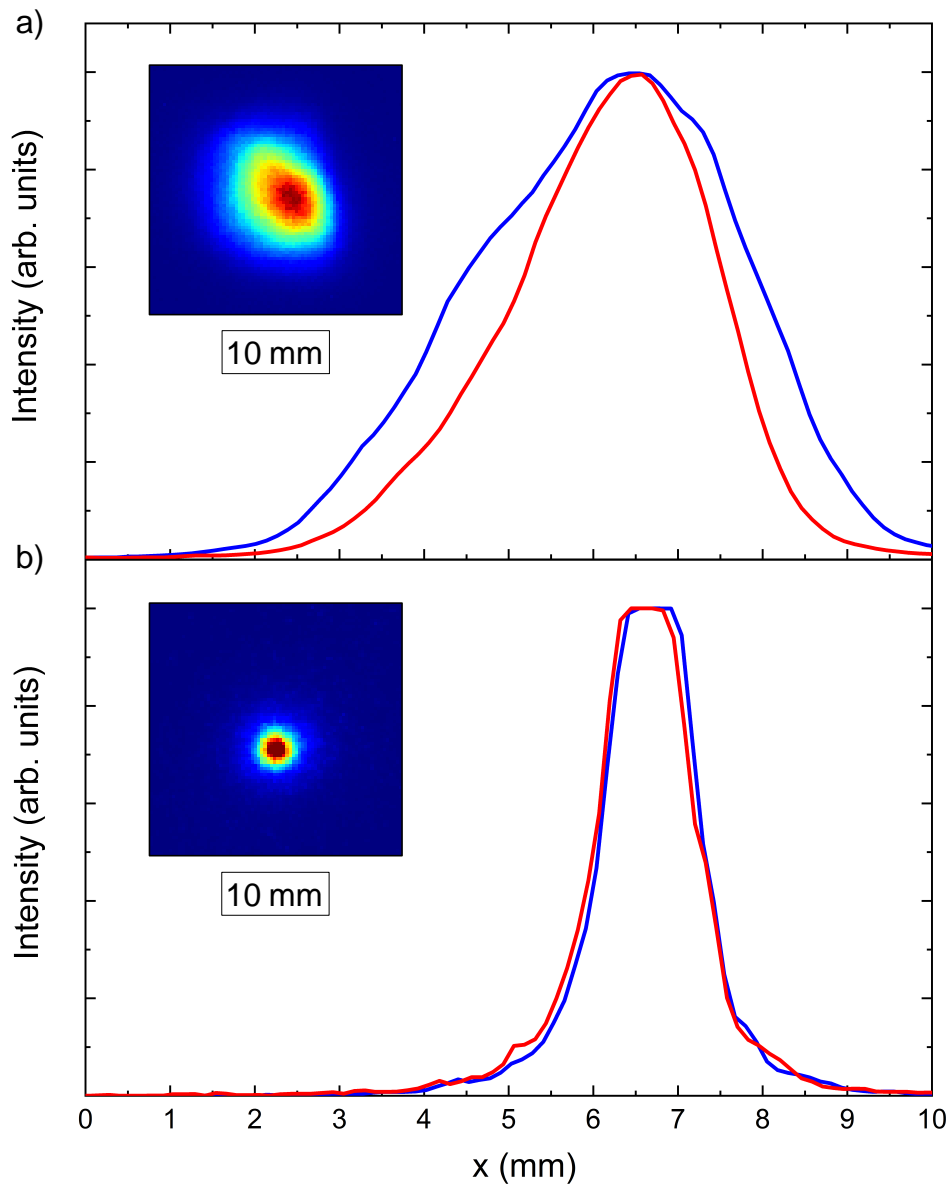 a)
Intensity (arb. units)
10 mm
b)
Intensity (arb. units)
10 mm
0 1 2 3 4 5 6 7 8 9 10
x (mm)